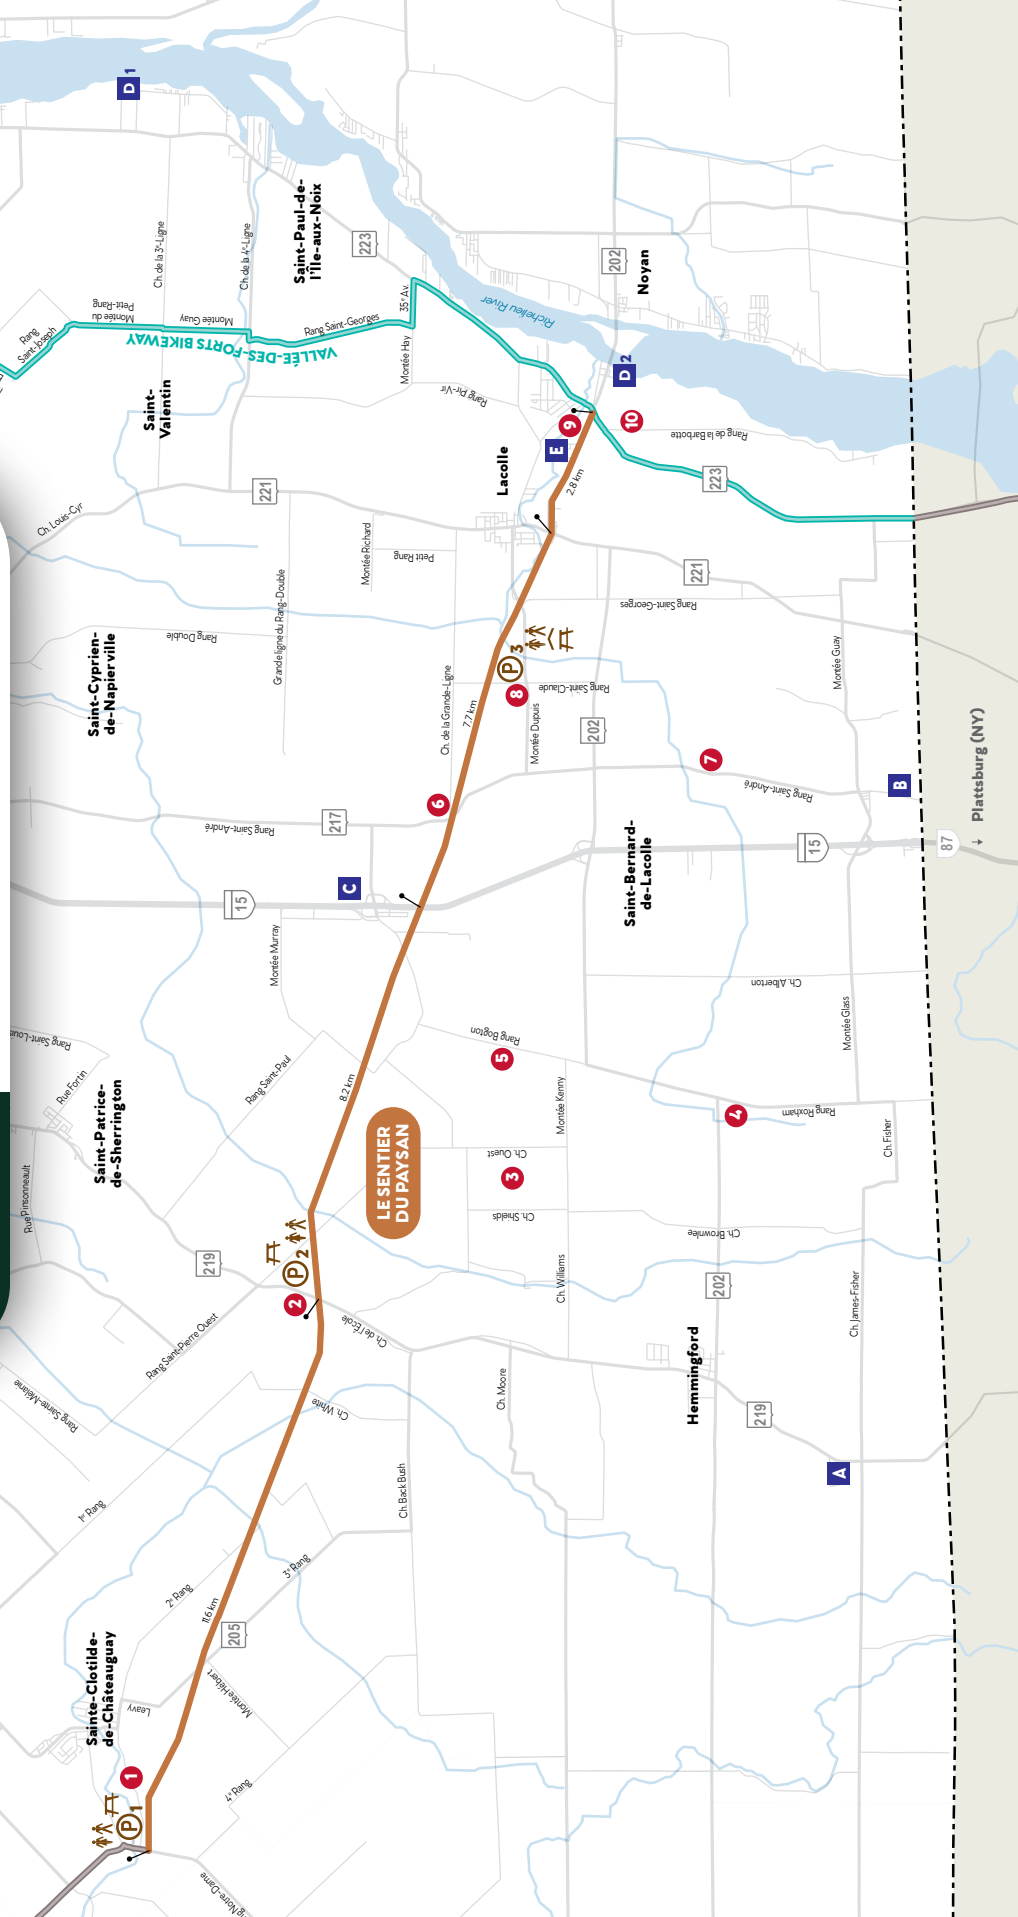 D
1
Saint-Paul-de-
l'Île-aux-Noix
223
Ch. de la 3e-Ligne
Ch. de la 4e-Ligne
Rang
Saint-Joseph
Montée du
Petit-Rang
Montée Guay
VALLÉE-DES-FORTS BIKEWAY
Rang Saint-Georges
35e Av.
Montée Hay
Rang Pir-Vir
Richelieu River
202
Noyan
D
2
Saint-
Valentin
9
10
E
Rang de la Barbotte
Lacolle
2.8 km
223
221
Ch. Louis-Cyr
Montée Richard
Petit Rang
Grande ligne du Rang-Double
Rang Double
Saint-Cyprien-
de-Napierville
221
Rang Saint-Georges
Montée Guay
P
3
8
Rang Saint-Claude
Ch. de la Grande-Ligne
7.7 km
Montée Dupuis
202
7
Rang Saint-André
B
Plattsburg (NY)
87
15
6
217
Rang Saint-André
Saint-Bernard-
de-Lacolle
C
15
Montée Murray
Ch. Alberton
Montée Glass
Rang Saint-Louis
Rue Fortin
Rang Saint-Paul
Rang Bogton
5
8.2 km
Montée Kenny
4
Rang Roxham
Ch. Fisher
Saint-Patrice-
de-Sherrington
Rue Pinsonneault
LE SENTIER
DU PAYSAN
Ch. Ouest
3
Ch. Shields
Ch. Brownlee
219
P
2
2
Ch. Williams
202
Ch. James-Fisher
Rang Saint-Pierre Ouest
Ch. de l'École
Ch. Moore
Hemmingford
219
A
Rang Sainte-Mélanie
Ch. White
Ch. Back Bush
1er Rang
2e Rang
3e Rang
11.6 km
205
Sainte-Clotilde-
de-Châteauguay
Leavy
Montée Hébert
1
P
1
4e Rang
Rang Notre-Dame